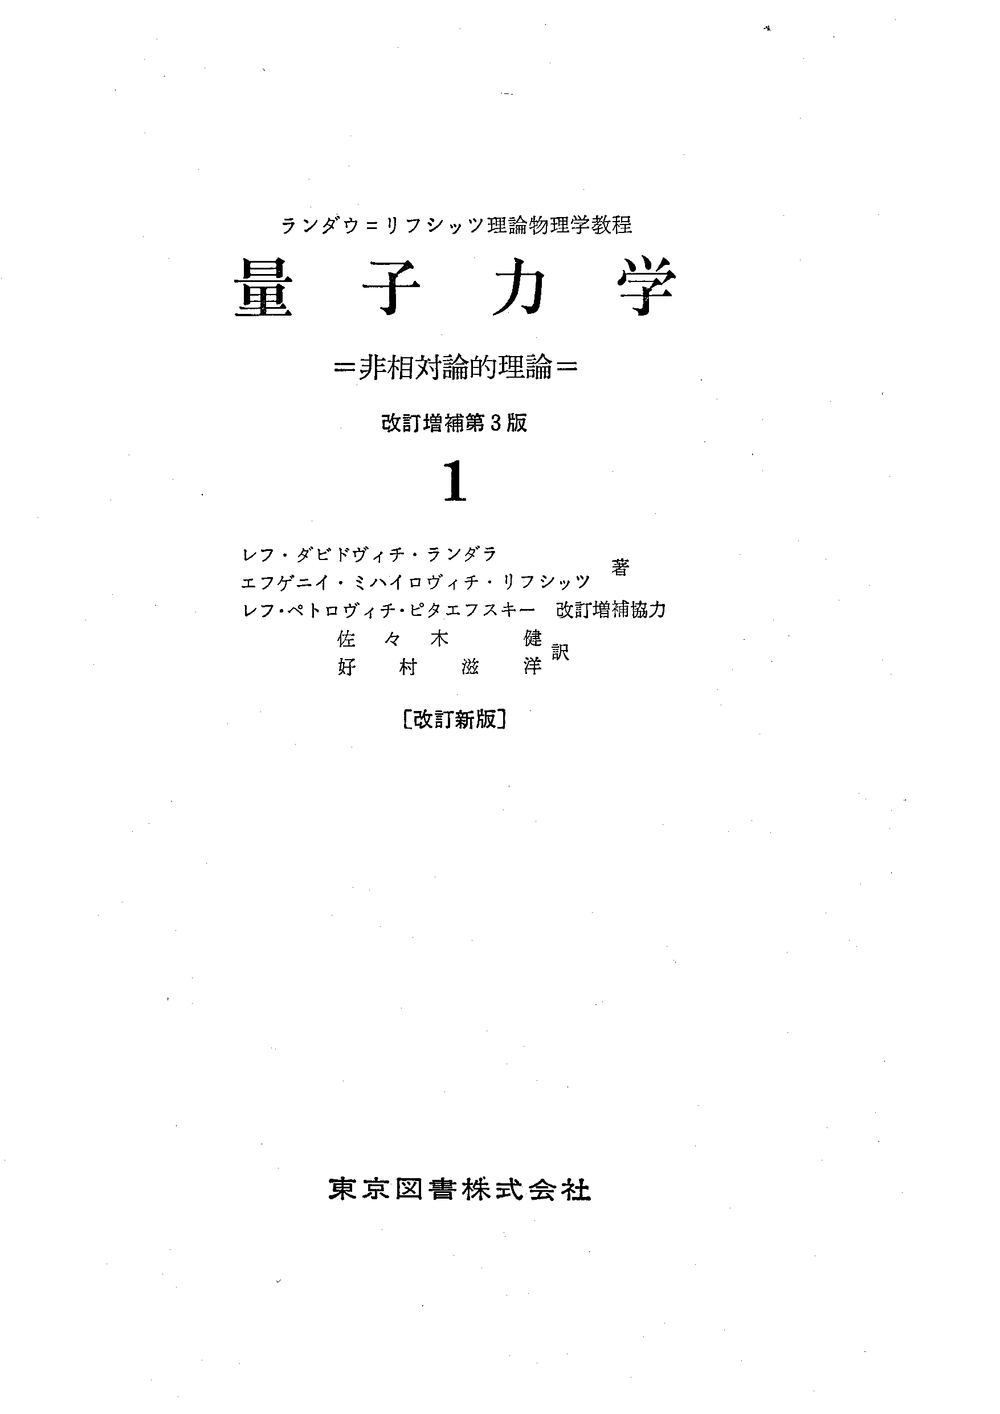 ランダウ=リフシッツ理論物理学教程
量子力学
=非相対論的理論=
改訂増補第3版
1
レフ・ダビドヴィチ・ランダラ
エフゲニイ・ミハイロヴィチ・リフシッツ 著
レフ・ペトロヴィチ・ピタエフスキー 改訂増補協力
佐々木 健
好村滋洋 訳
[改訂新版]
東京図書株式会社